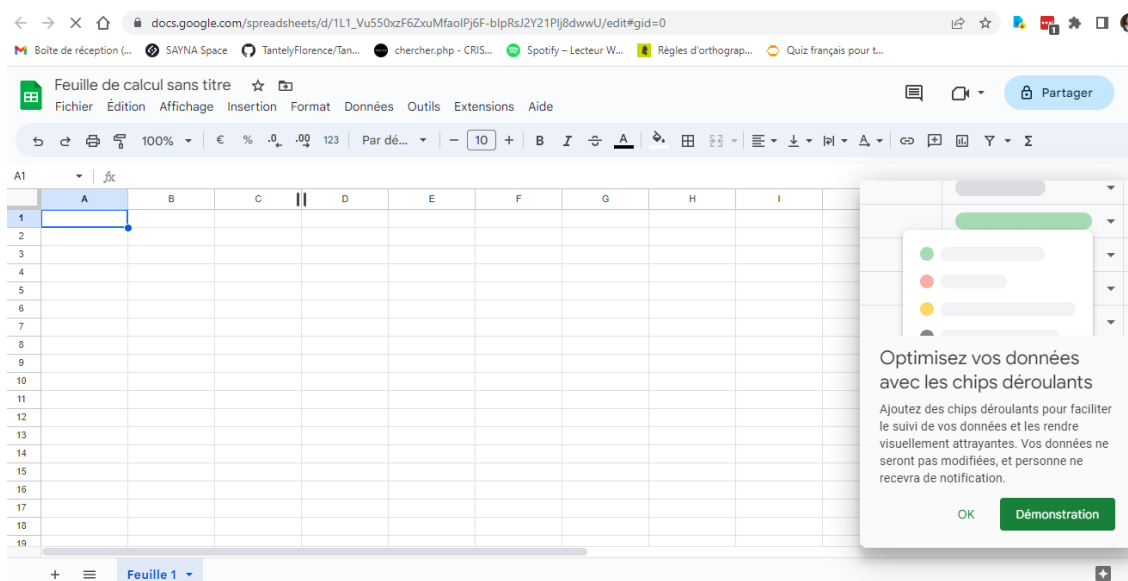 docs.google.com/spreadsheets/d/1L1_Vu550xzF6ZxuMfaoIPj6F-blpRsJ2Y21Plj8dwwU/edit#gid=0
1
Boîte de réception (... SAYNA Space TantelyFlorence/Tan... chercher.php - CRIS... Spotify – Lecteur W... Règles d'orthograp... Quiz français pour t...
Feuille de calcul sans titre
Fichier Édition Affichage Insertion Format Données Outils Extensions Aide
Partager
100% € % .0 .00 123 Par dé... − 10 + B I S A Σ
A1 fx
A B C D E F G H I
1
2
3
4
5
6
7
8
9
10
11
12
13
14
15
16
17
18
19
Optimisez vos données
avec les chips déroulants
Ajoutez des chips déroulants pour faciliter
le suivi de vos données et les rendre
visuellement attrayantes. Vos données ne
seront pas modifiées, et personne ne
recevra de notification.
OK Démonstration
+ Feuille 1